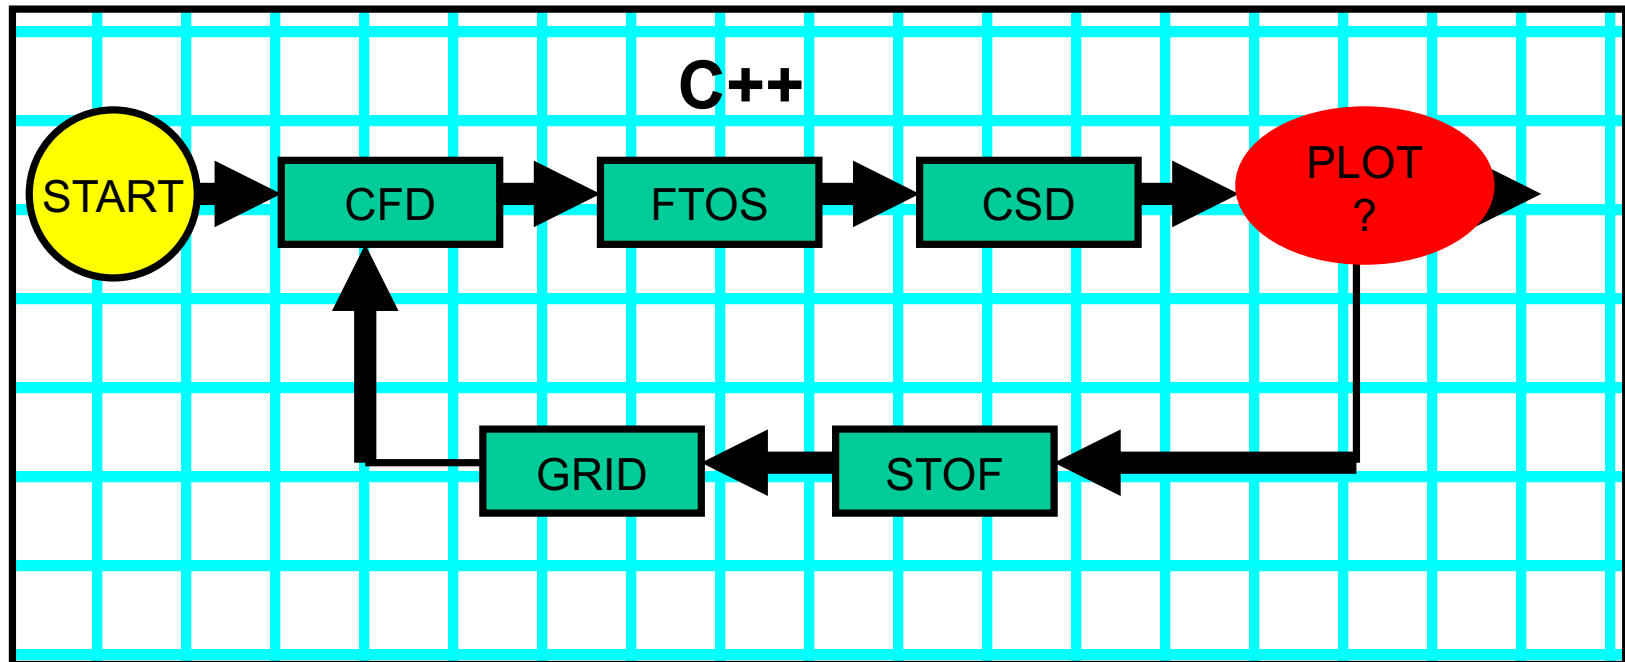 C++
START
CFD
FTOS
CSD
PLOT
?
GRID
STOF